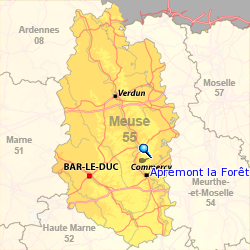 Ardennes
08
Verdun
Moselle
57
Meuse
55
Marne
51
BAR-LE-DUC
Commercy
Apremont la Forêt
Meurthe-
et-Moselle
54
Haute Marne
52